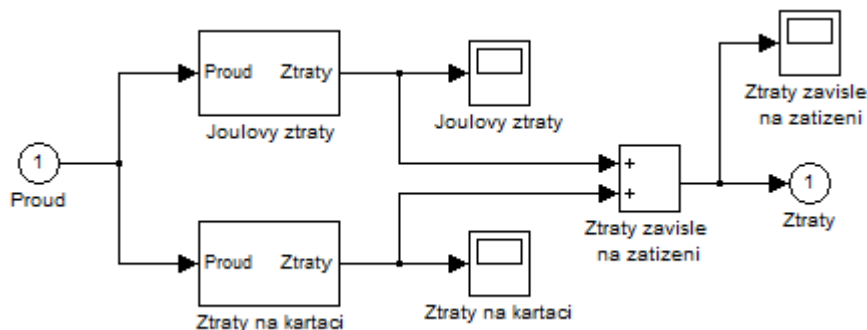 Proud Ztraty
Joulovy ztraty
Joulovy ztraty
Ztraty zavisle
na zatizeni
1
Proud
+
+
Ztraty zavisle
na zatizeni
1
Ztraty
Proud Ztraty
Ztraty na kartaci
Ztraty na kartaci